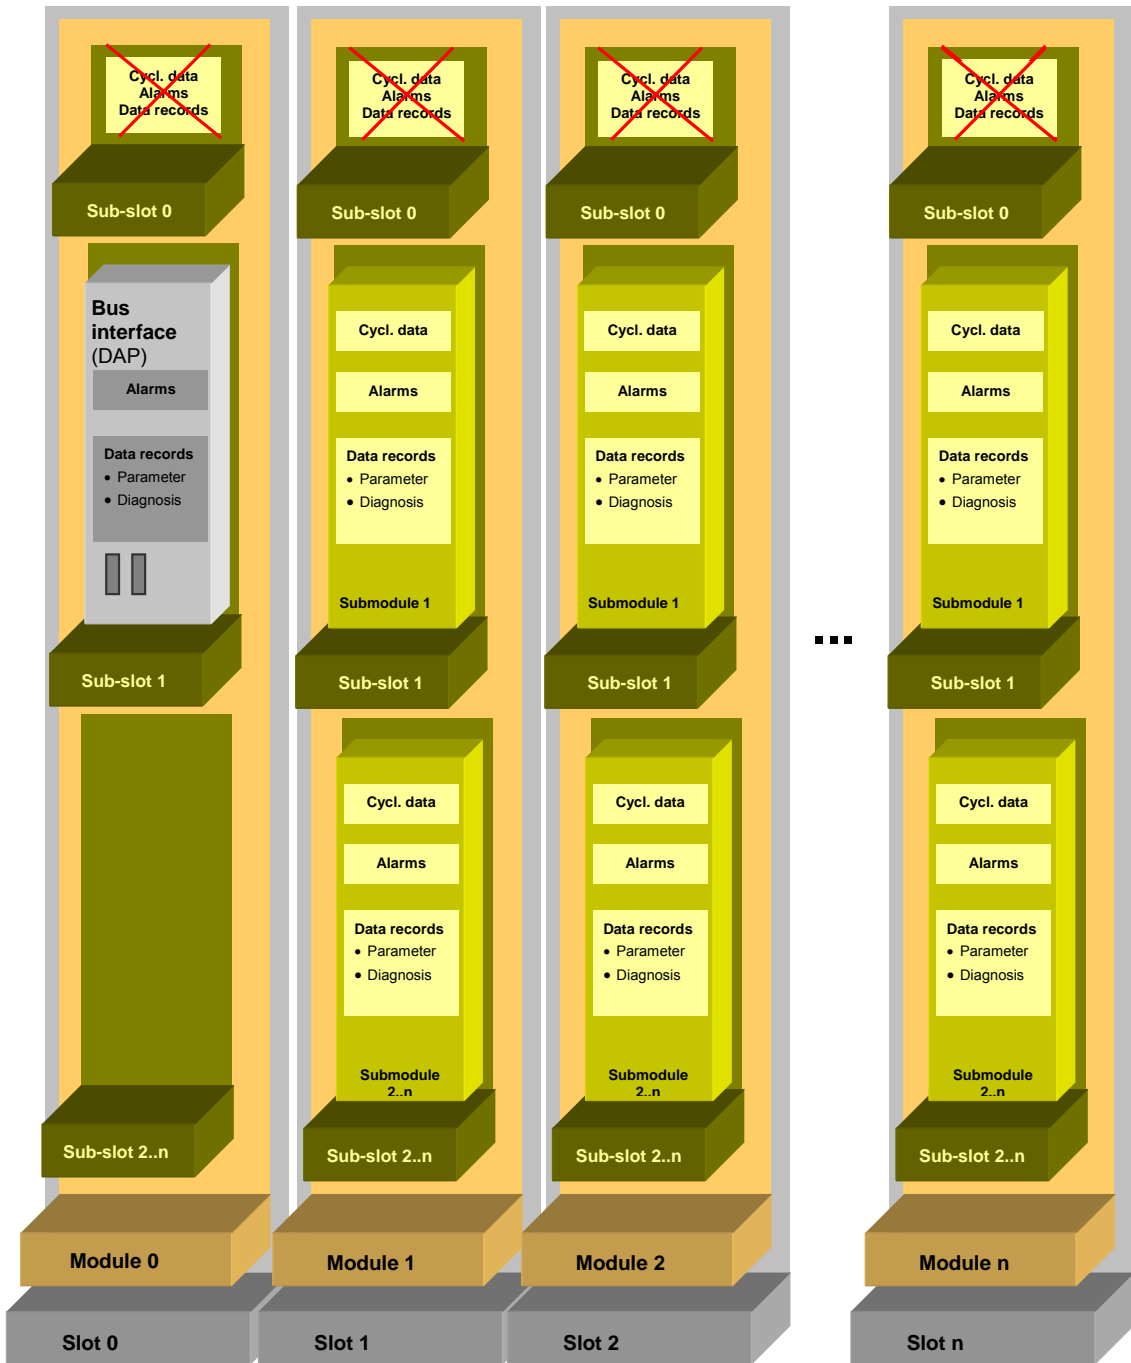 Cycl. data
Alarms
Data records
Sub-slot 0
Bus
interface
(DAP)
Alarms
Data records
• Parameter
• Diagnosis
Sub-slot 1
Sub-slot 2..n
Module 0
Slot 0
Cycl. data
Alarms
Data records
Sub-slot 0
Cycl. data
Alarms
Data records
• Parameter
• Diagnosis
Submodule 1
Sub-slot 1
Cycl. data
Alarms
Data records
• Parameter
• Diagnosis
Submodule
2..n
Sub-slot 2..n
Module 1
Slot 1
Cycl. data
Alarms
Data records
Sub-slot 0
Cycl. data
Alarms
Data records
• Parameter
• Diagnosis
Submodule 1
Sub-slot 1
Cycl. data
Alarms
Data records
• Parameter
• Diagnosis
Submodule
2..n
Sub-slot 2..n
Module 2
Slot 2
...
Cycl. data
Alarms
Data records
Sub-slot 0
Cycl. data
Alarms
Data records
• Parameter
• Diagnosis
Submodule 1
Sub-slot 1
Cycl. data
Alarms
Data records
• Parameter
• Diagnosis
Submodule
2..n
Sub-slot 2..n
Module n
Slot n